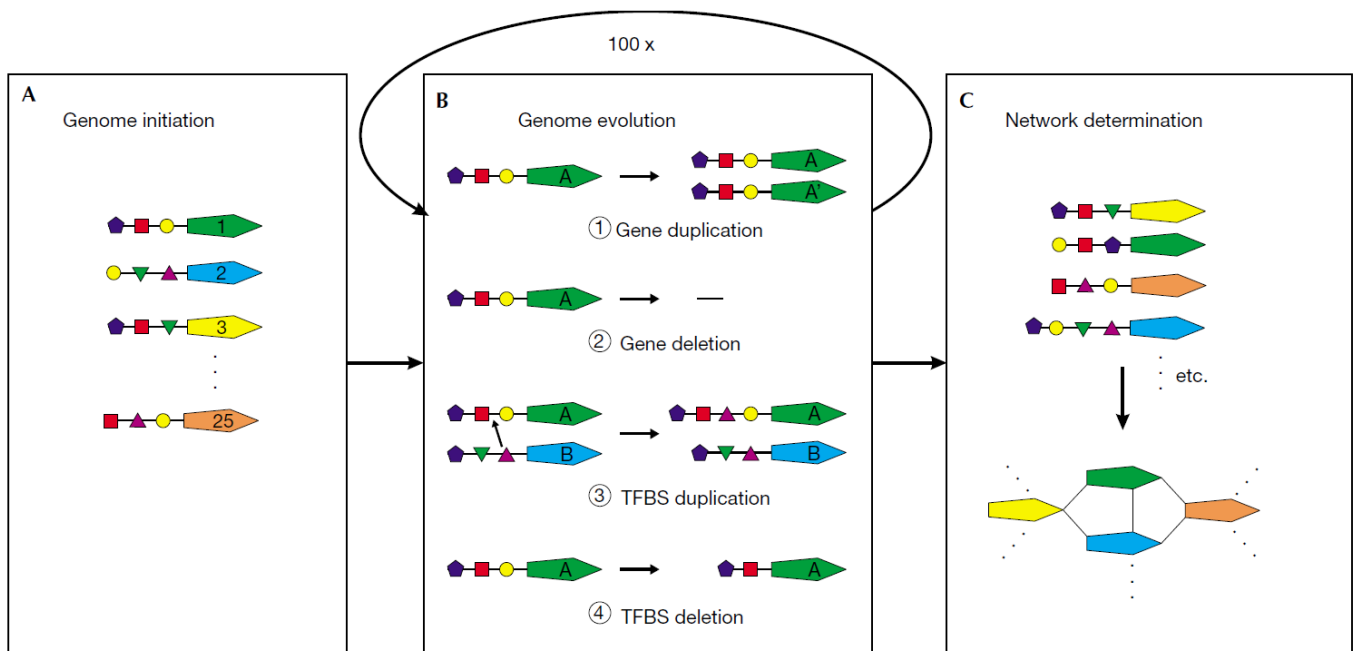 100 x
A
Genome initiation
1
2
3
25
B
Genome evolution
A
A
A'
1 Gene duplication
A
2 Gene deletion
A
A
B
B
3 TFBS duplication
A
A
4 TFBS deletion
C
Network determination
etc.